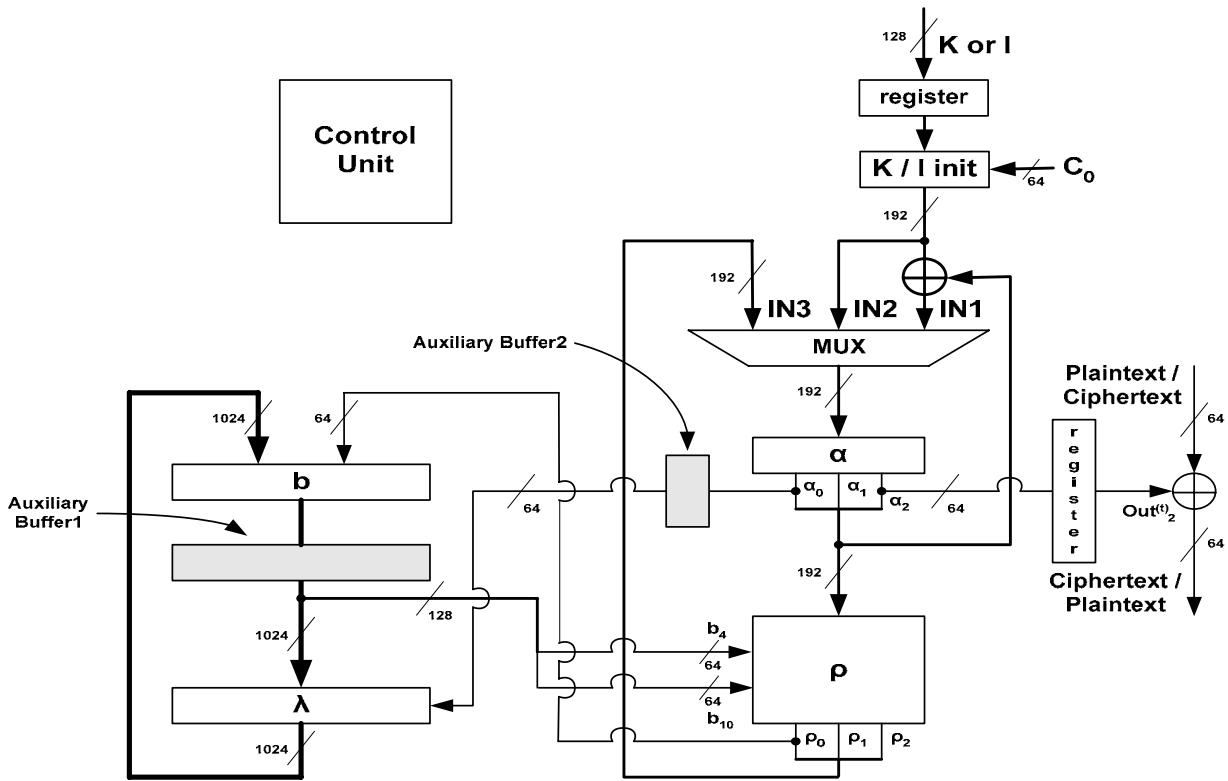 128
K or I
register
Control
Unit
K / I init
64
C₀
192
192
IN3
IN2
IN1
MUX
Auxiliary Buffer2
Plaintext /
Ciphertext
192
64
1024
64
register
α
b
α₀
α₁
α₂
64
64
Out⁽ᵗ⁾₂
Auxiliary
Buffer1
64
192
Ciphertext /
Plaintext
128
1024
b₄
64
ρ
λ
64
b₁₀
ρ₀
ρ₁
ρ₂
1024